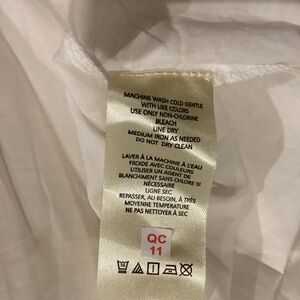 MACHINE WASH COLD GENTLE
WITH LIKE COLORS
USE ONLY NON-CHLORINE
BLEACH
LINE DRY
MEDIUM IRON AS NEEDED
DO NOT DRY CLEAN
LAVER À LA MACHINE À L'EAU
FROIDE AVEC COULEURS
UTILISER UN AGENT DE
BLANCHIMENT SANS CHLORE SI
NÉCESSAIRE
LIGNE SEC
REPASSER, AU BESOIN, À TRÈS
MOYENNE TEMPERATURE
NE PAS NETTOYER À SEC
QC
11